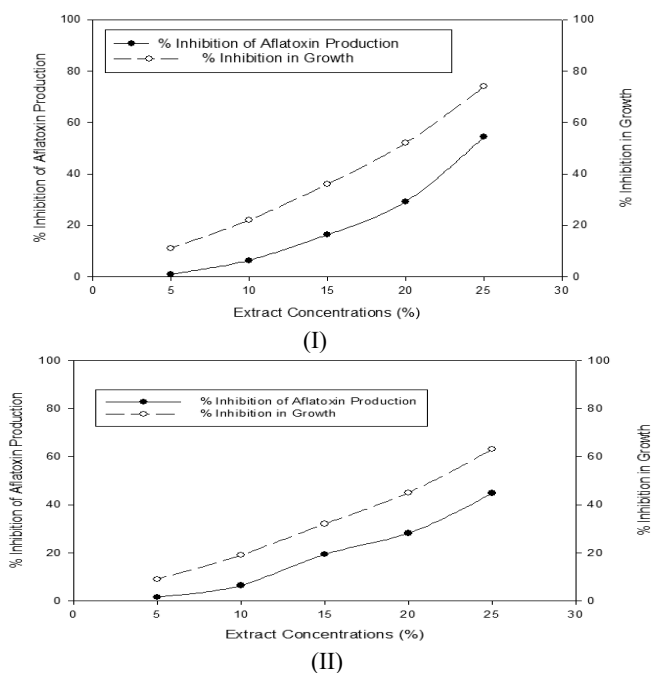 % Inhibition of Aflatoxin Production
% Inhibition in Growth
100
80
60
40
20
0
% Inhibition of Aflatoxin Production
100
80
60
40
20
0
% Inhibition in Growth
0 5 10 15 20 25 30
Extract Concentrations (%)
(I)
% Inhibition of Aflatoxin Production
% Inhibition in Growth
100
80
60
40
20
0
% Inhibition of Aflatoxin Production
100
80
60
40
20
0
% Inhibition in Growth
0 5 10 15 20 25 30
Extract Concentrations (%)
(II)